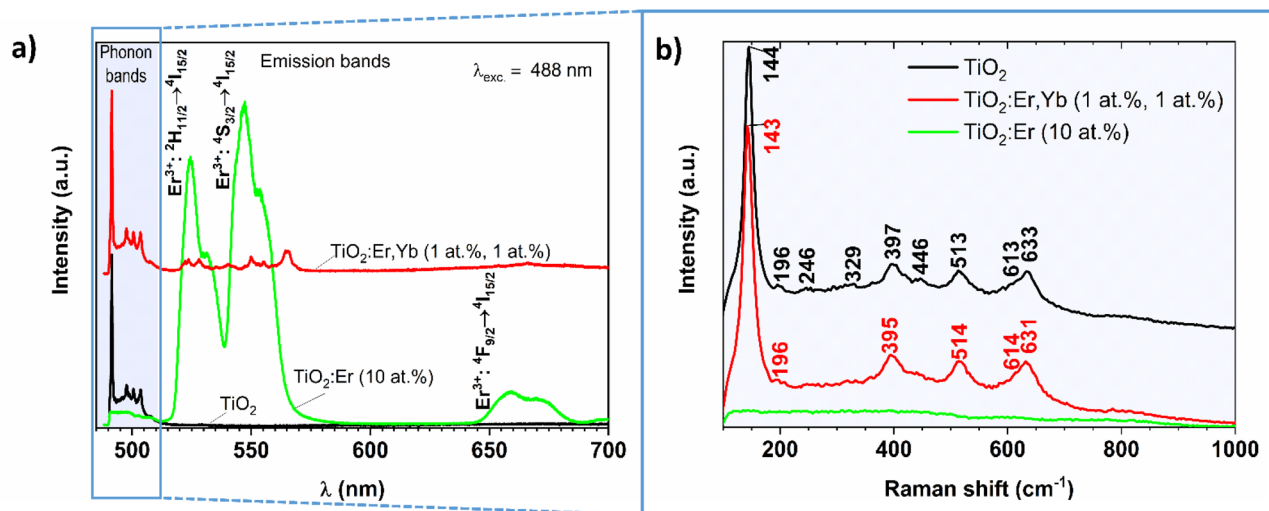 a)
Phonon
bands
Er³⁺: ²H₁₁/₂→⁴I₁₅/₂
Er³⁺: ⁴S₃/₂→⁴I₁₅/₂
Emission bands
λexc. = 488 nm
TiO₂:Er,Yb (1 at.%, 1 at.%)
Er³⁺: ⁴F₉/₂→⁴I₁₅/₂
TiO₂:Er (10 at.%)
TiO₂
Intensity (a.u.)
500 550 600 650 700
λ (nm)
b)
144
143
TiO₂
TiO₂:Er,Yb (1 at.%, 1 at.%)
TiO₂:Er (10 at.%)
196 246 329 397 446 513 613 633
196 395 514 614 631
Intensity (a.u.)
200 400 600 800 1000
Raman shift (cm⁻¹)